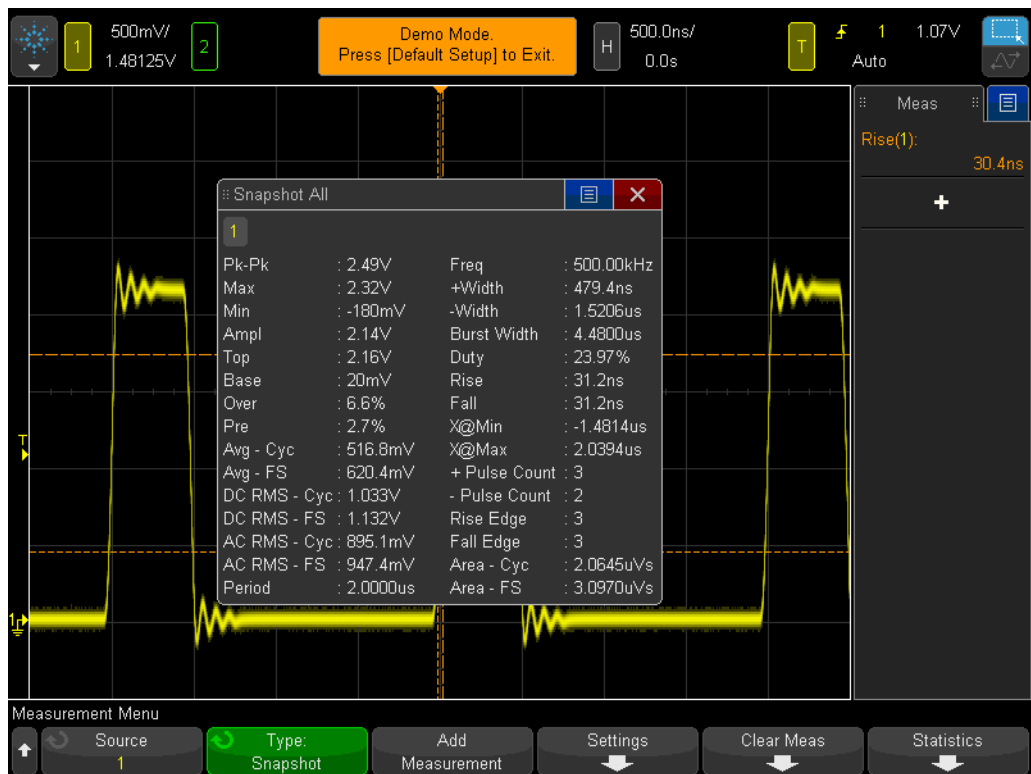 1 500mV/ 2 Demo Mode. H 500.0ns/ T 1 1.07V
1.48125V Press [Default Setup] to Exit. 0.0s Auto
Meas
Rise(1):
30.4ns
+
Snapshot All
1
Pk-Pk : 2.49V Freq : 500.00kHz
Max : 2.32V +Width : 479.4ns
Min : -180mV -Width : 1.5206us
Ampl : 2.14V Burst Width : 4.4800us
Top : 2.16V Duty : 23.97%
Base : 20mV Rise : 31.2ns
Over : 6.6% Fall : 31.2ns
Pre : 2.7% X@Min : -1.4814us
Avg - Cyc : 516.8mV X@Max : 2.0394us
Avg - FS : 620.4mV + Pulse Count : 3
DC RMS - Cyc : 1.033V - Pulse Count : 2
DC RMS - FS : 1.132V Rise Edge : 3
AC RMS - Cyc : 895.1mV Fall Edge : 3
AC RMS - FS : 947.4mV Area - Cyc : 2.0645uVs
Period : 2.0000us Area - FS : 3.0970uVs
T
1
Measurement Menu
Source Type: Add Settings Clear Meas Statistics
1 Snapshot Measurement